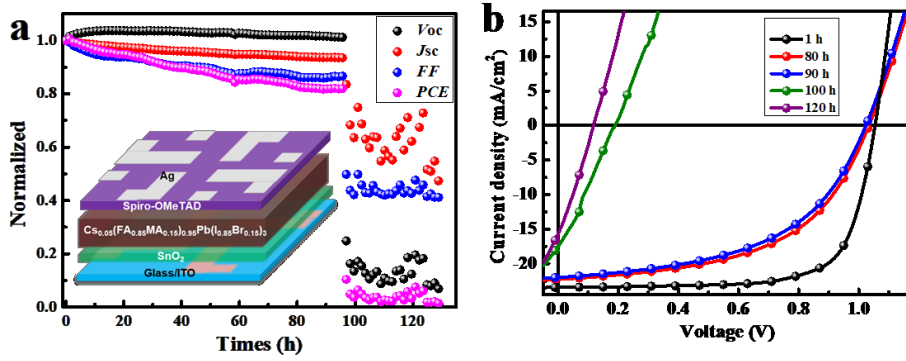 a
Normalized
1.0
0.8
0.6
0.4
0.2
0.0
0
20
40
60
80
100
120
Times (h)
Voc
Jsc
FF
PCE
Ag
Spiro-OMeTAD
Cs0.05(FA0.85MA0.15)0.95Pb(I0.85Br0.15)3
SnO2
Glass/ITO
b
Current density (mA/cm2)
15
10
5
0
-5
-10
-15
-20
0.0
0.2
0.4
0.6
0.8
1.0
Voltage (V)
1 h
80 h
90 h
100 h
120 h